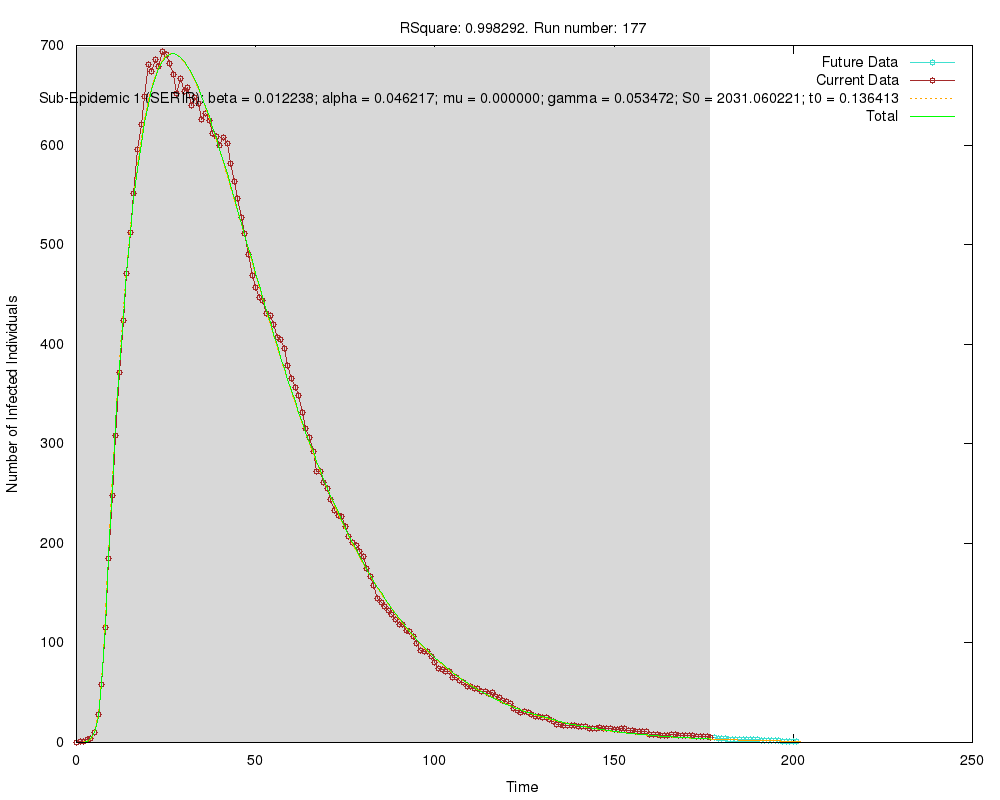 RSquare: 0.998292. Run number: 177
700
600
500
400
300
200
100
0
0 50 100 150 200 250
Number of Infected Individuals
Time
Future Data
Current Data
Sub-Epidemic 1: beta = 0.012238; alpha = 0.046217; mu = 0.000000; gamma = 0.053472; S0 = 2031.060221; t0 = 0.136413
Total